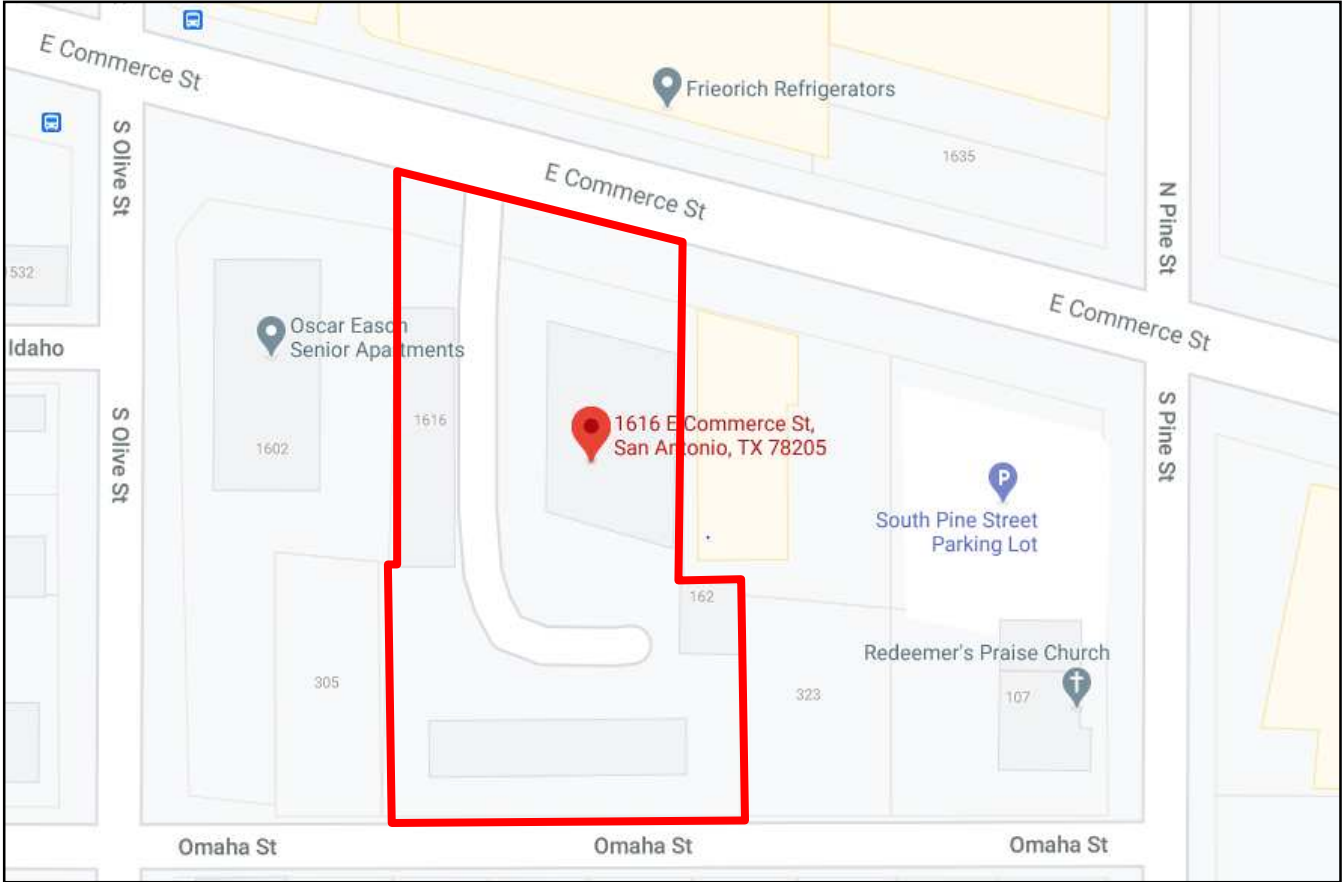 E Commerce St
Frieorich Refrigerators
1635
S Olive St
E Commerce St
N Pine St
532
E Commerce St
Idaho
Oscar Eason
Senior Apartments
1616
1602
1616 E Commerce St,
San Antonio, TX 78205
S Olive St
S Pine St
P
South Pine Street
Parking Lot
162
Redeemer's Praise Church
305
323
107
Omaha St
Omaha St
Omaha St